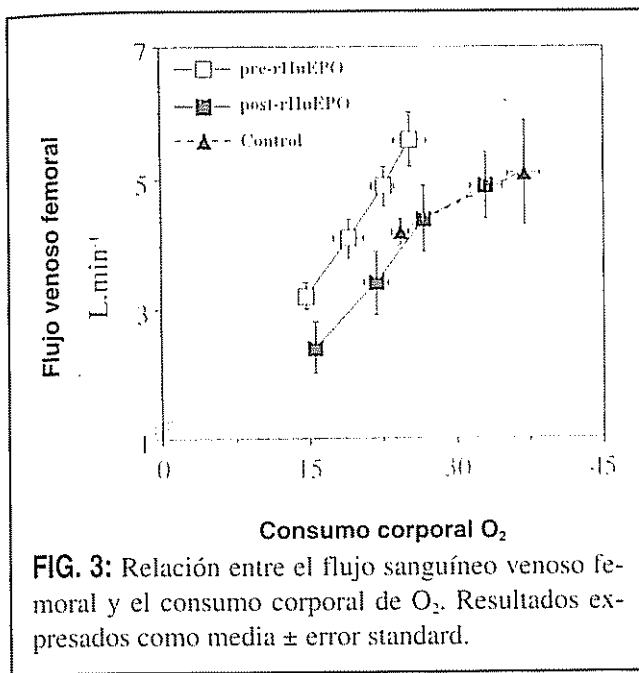 7
pre-rHuEPO
post-rHuEPO
Control
5
Flujo venoso femoral
L.min⁻¹
3
1
0 15 30 45
Consumo corporal O₂
FIG. 3: Relación entre el flujo sanguíneo venoso fe-
moral y el consumo corporal de O₂. Resultados ex-
presados como media ± error standard.